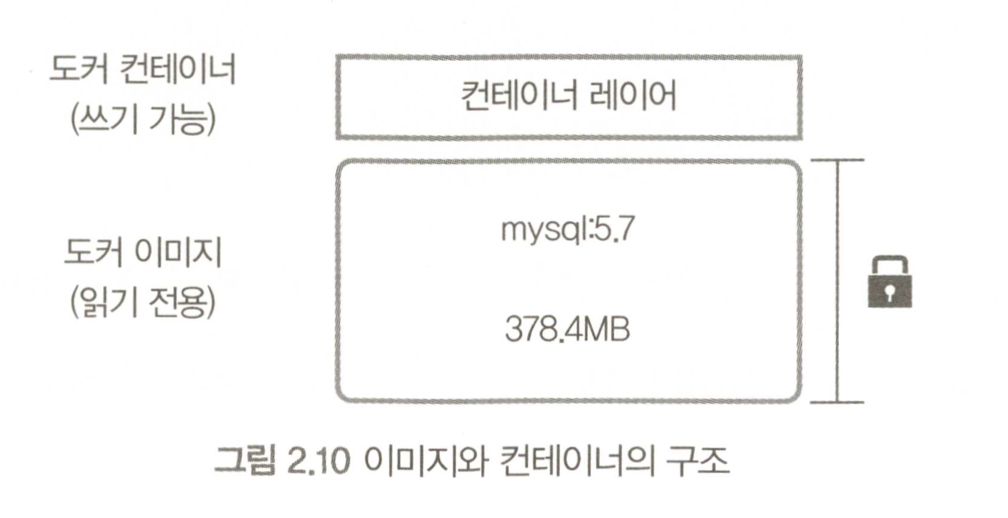 도커 컨테이너
(쓰기 가능)
컨테이너 레이어
도커 이미지
(읽기 전용)
mysql:5.7
378.4MB
그림 2.10 이미지와 컨테이너의 구조